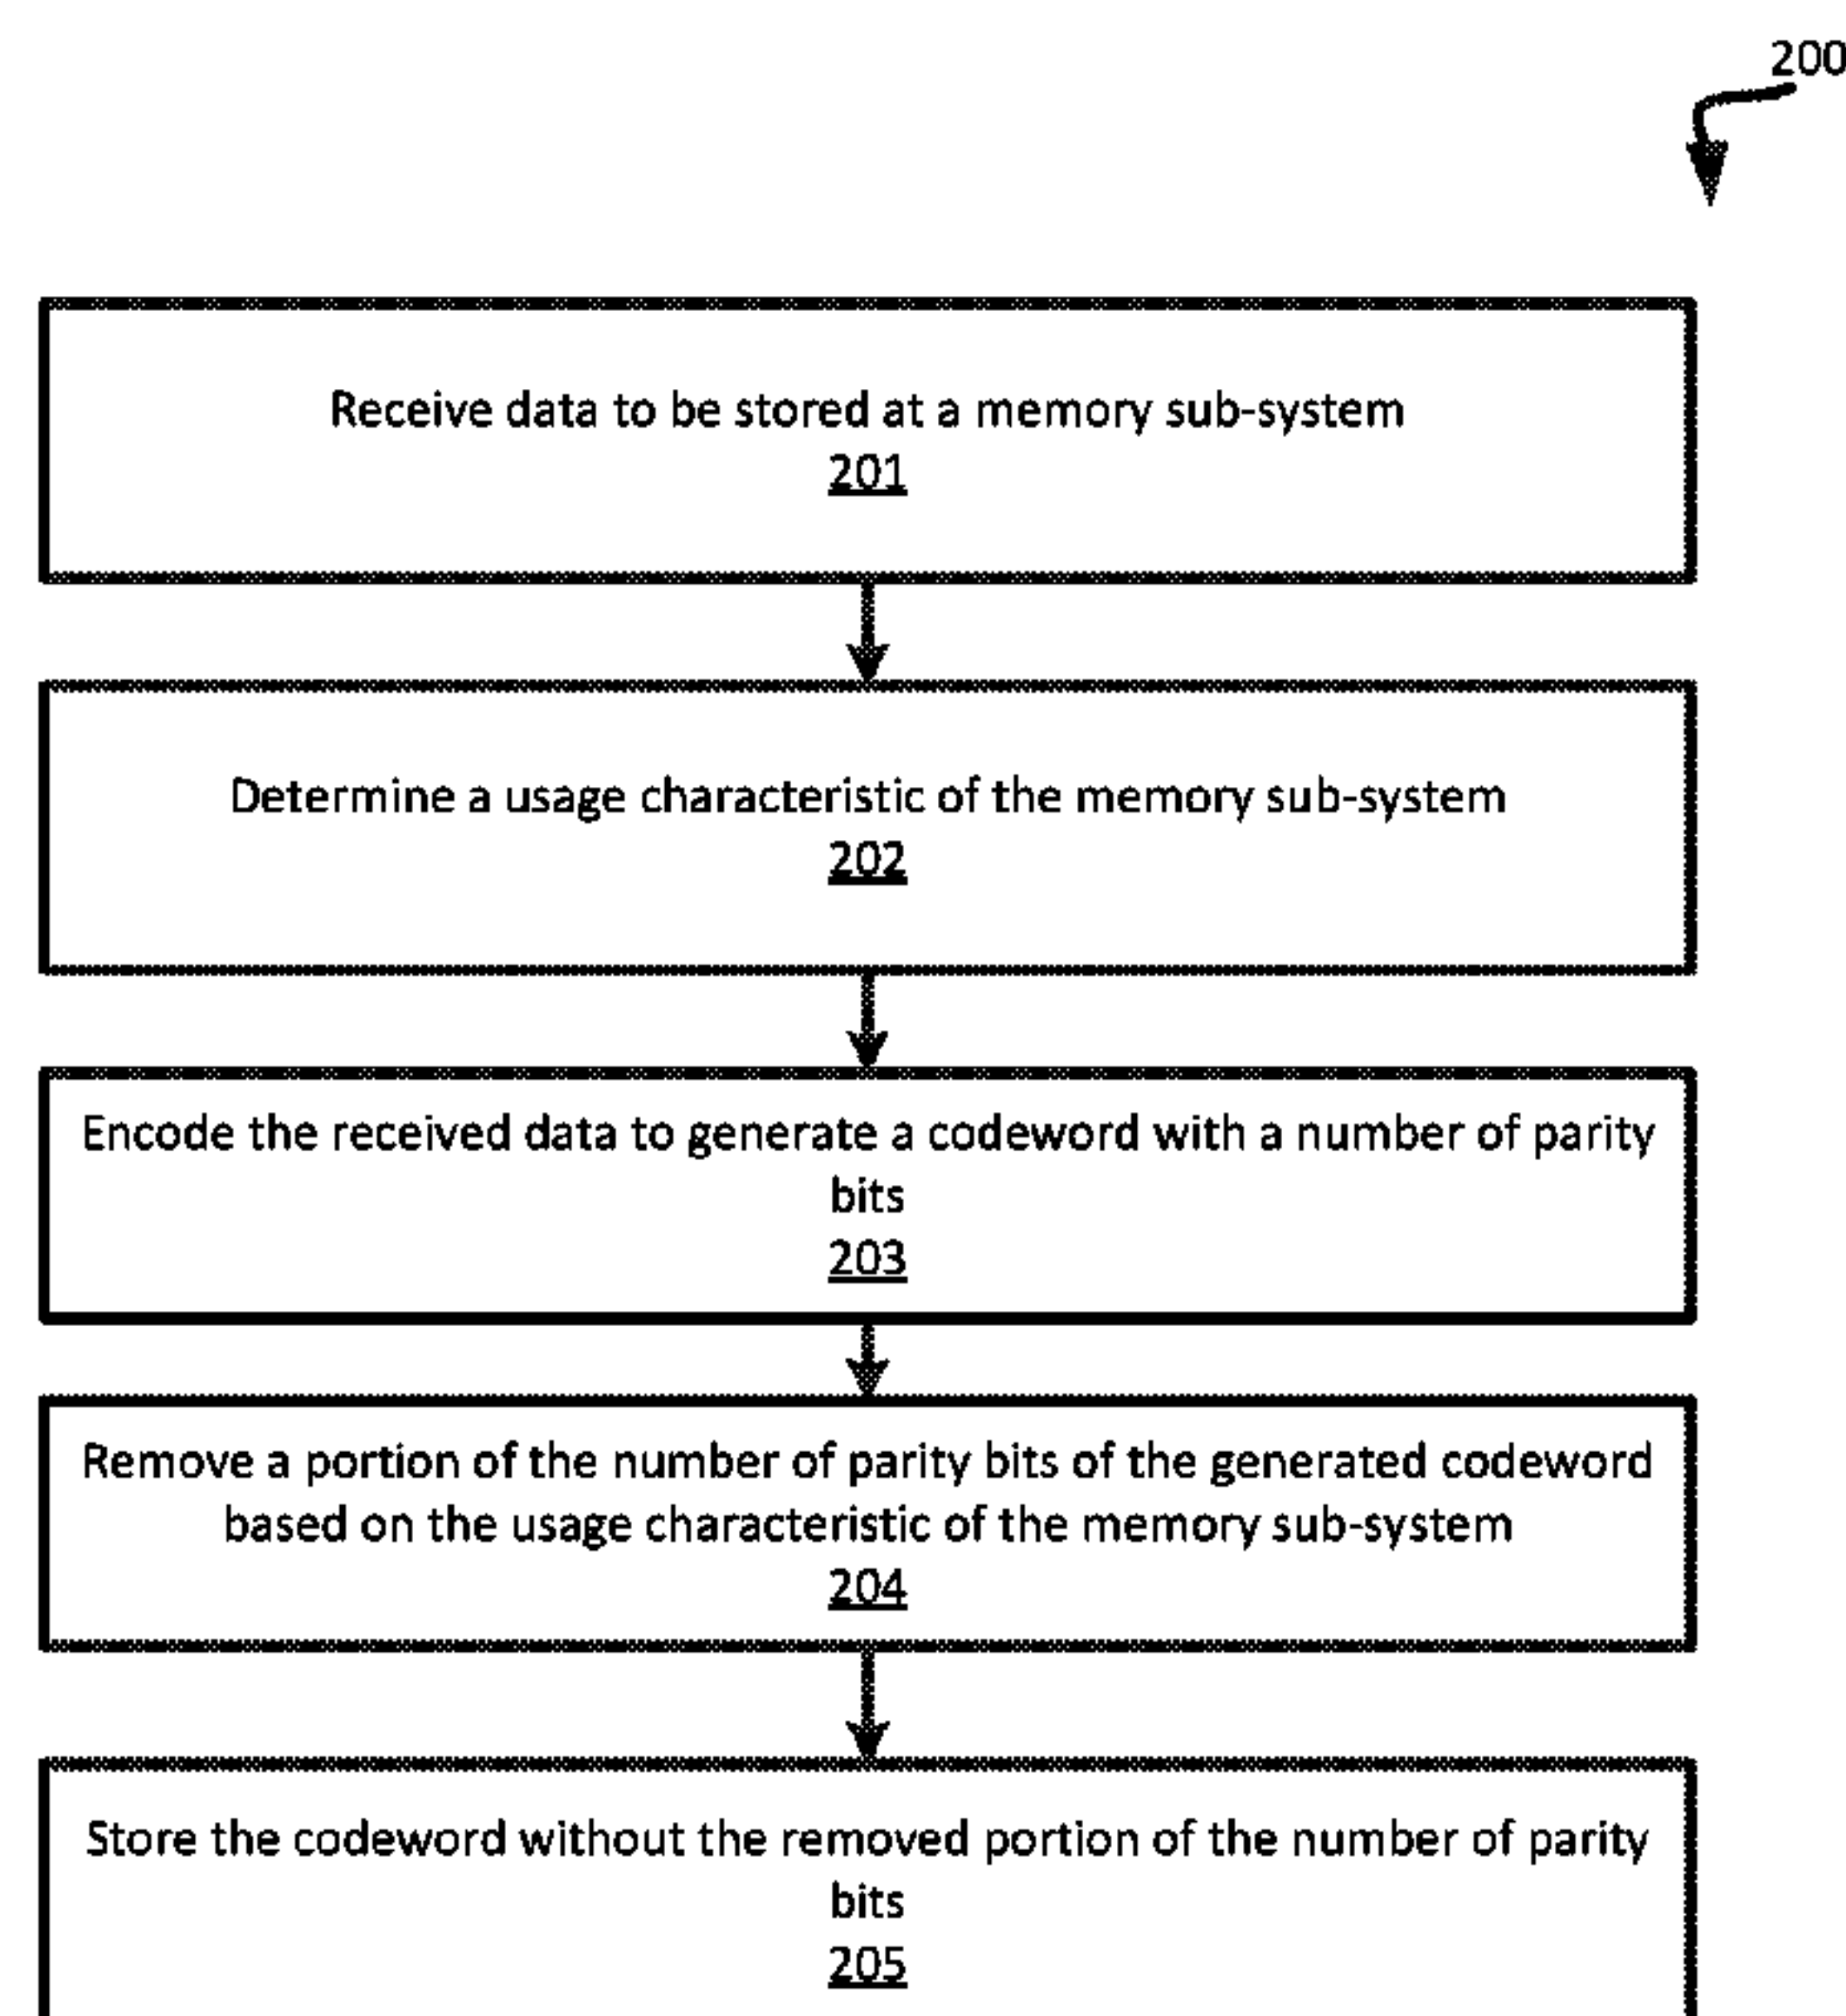 200
Receive data to be stored at a memory sub-system
201
Determine a usage characteristic of the memory sub-system
202
Encode the received data to generate a codeword with a number of parity
bits
203
Remove a portion of the number of parity bits of the generated codeword
based on the usage characteristic of the memory sub-system
204
Store the codeword without the removed portion of the number of parity
bits
205